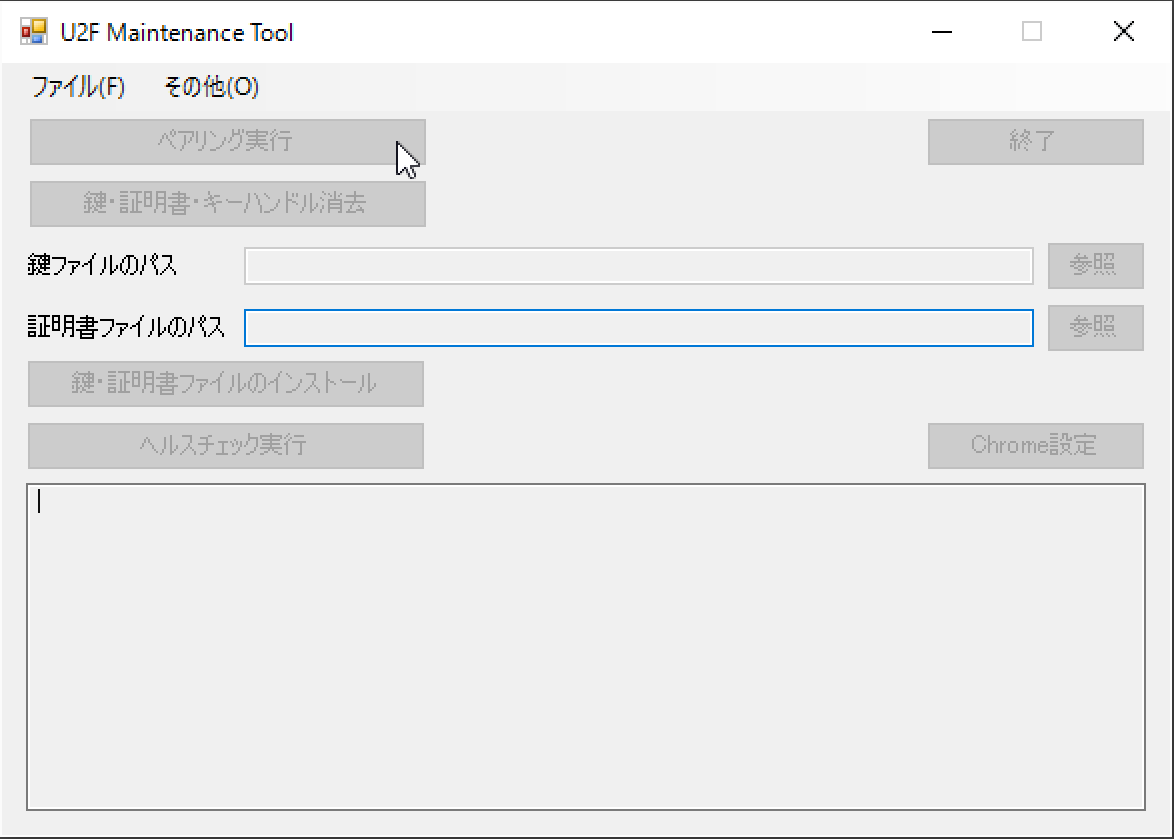 U2F Maintenance Tool
ファイル(F) その他(O)
ペアリング実行 終了
鍵・証明書・キーハンドル消去
鍵ファイルのパス 参照
証明書ファイルのパス 参照
鍵・証明書ファイルのインストール
ヘルスチェック実行 Chrome設定